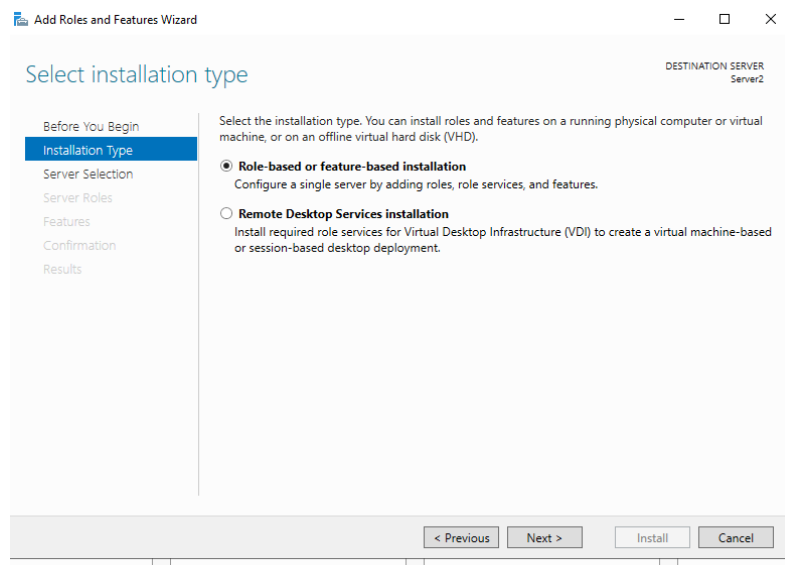 Add Roles and Features Wizard
Select installation type
DESTINATION SERVER
Server2
Before You Begin
Installation Type
Server Selection
Server Roles
Features
Confirmation
Results
Select the installation type. You can install roles and features on a running physical computer or virtual
machine, or on an offline virtual hard disk (VHD).
Role-based or feature-based installation
Configure a single server by adding roles, role services, and features.
Remote Desktop Services installation
Install required role services for Virtual Desktop Infrastructure (VDI) to create a virtual machine-based
or session-based desktop deployment.
< Previous
Next >
Install
Cancel